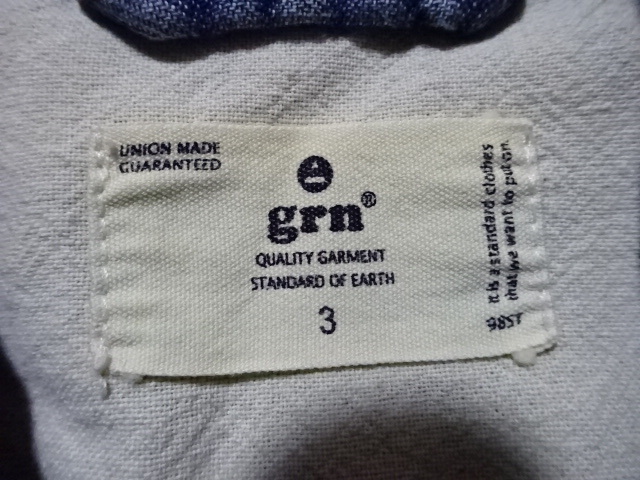 UNION MADE
GUARANTEED
e
grn®
QUALITY GARMENT
STANDARD OF EARTH
3
It is a standard clothes
that we want to put on.
98ST